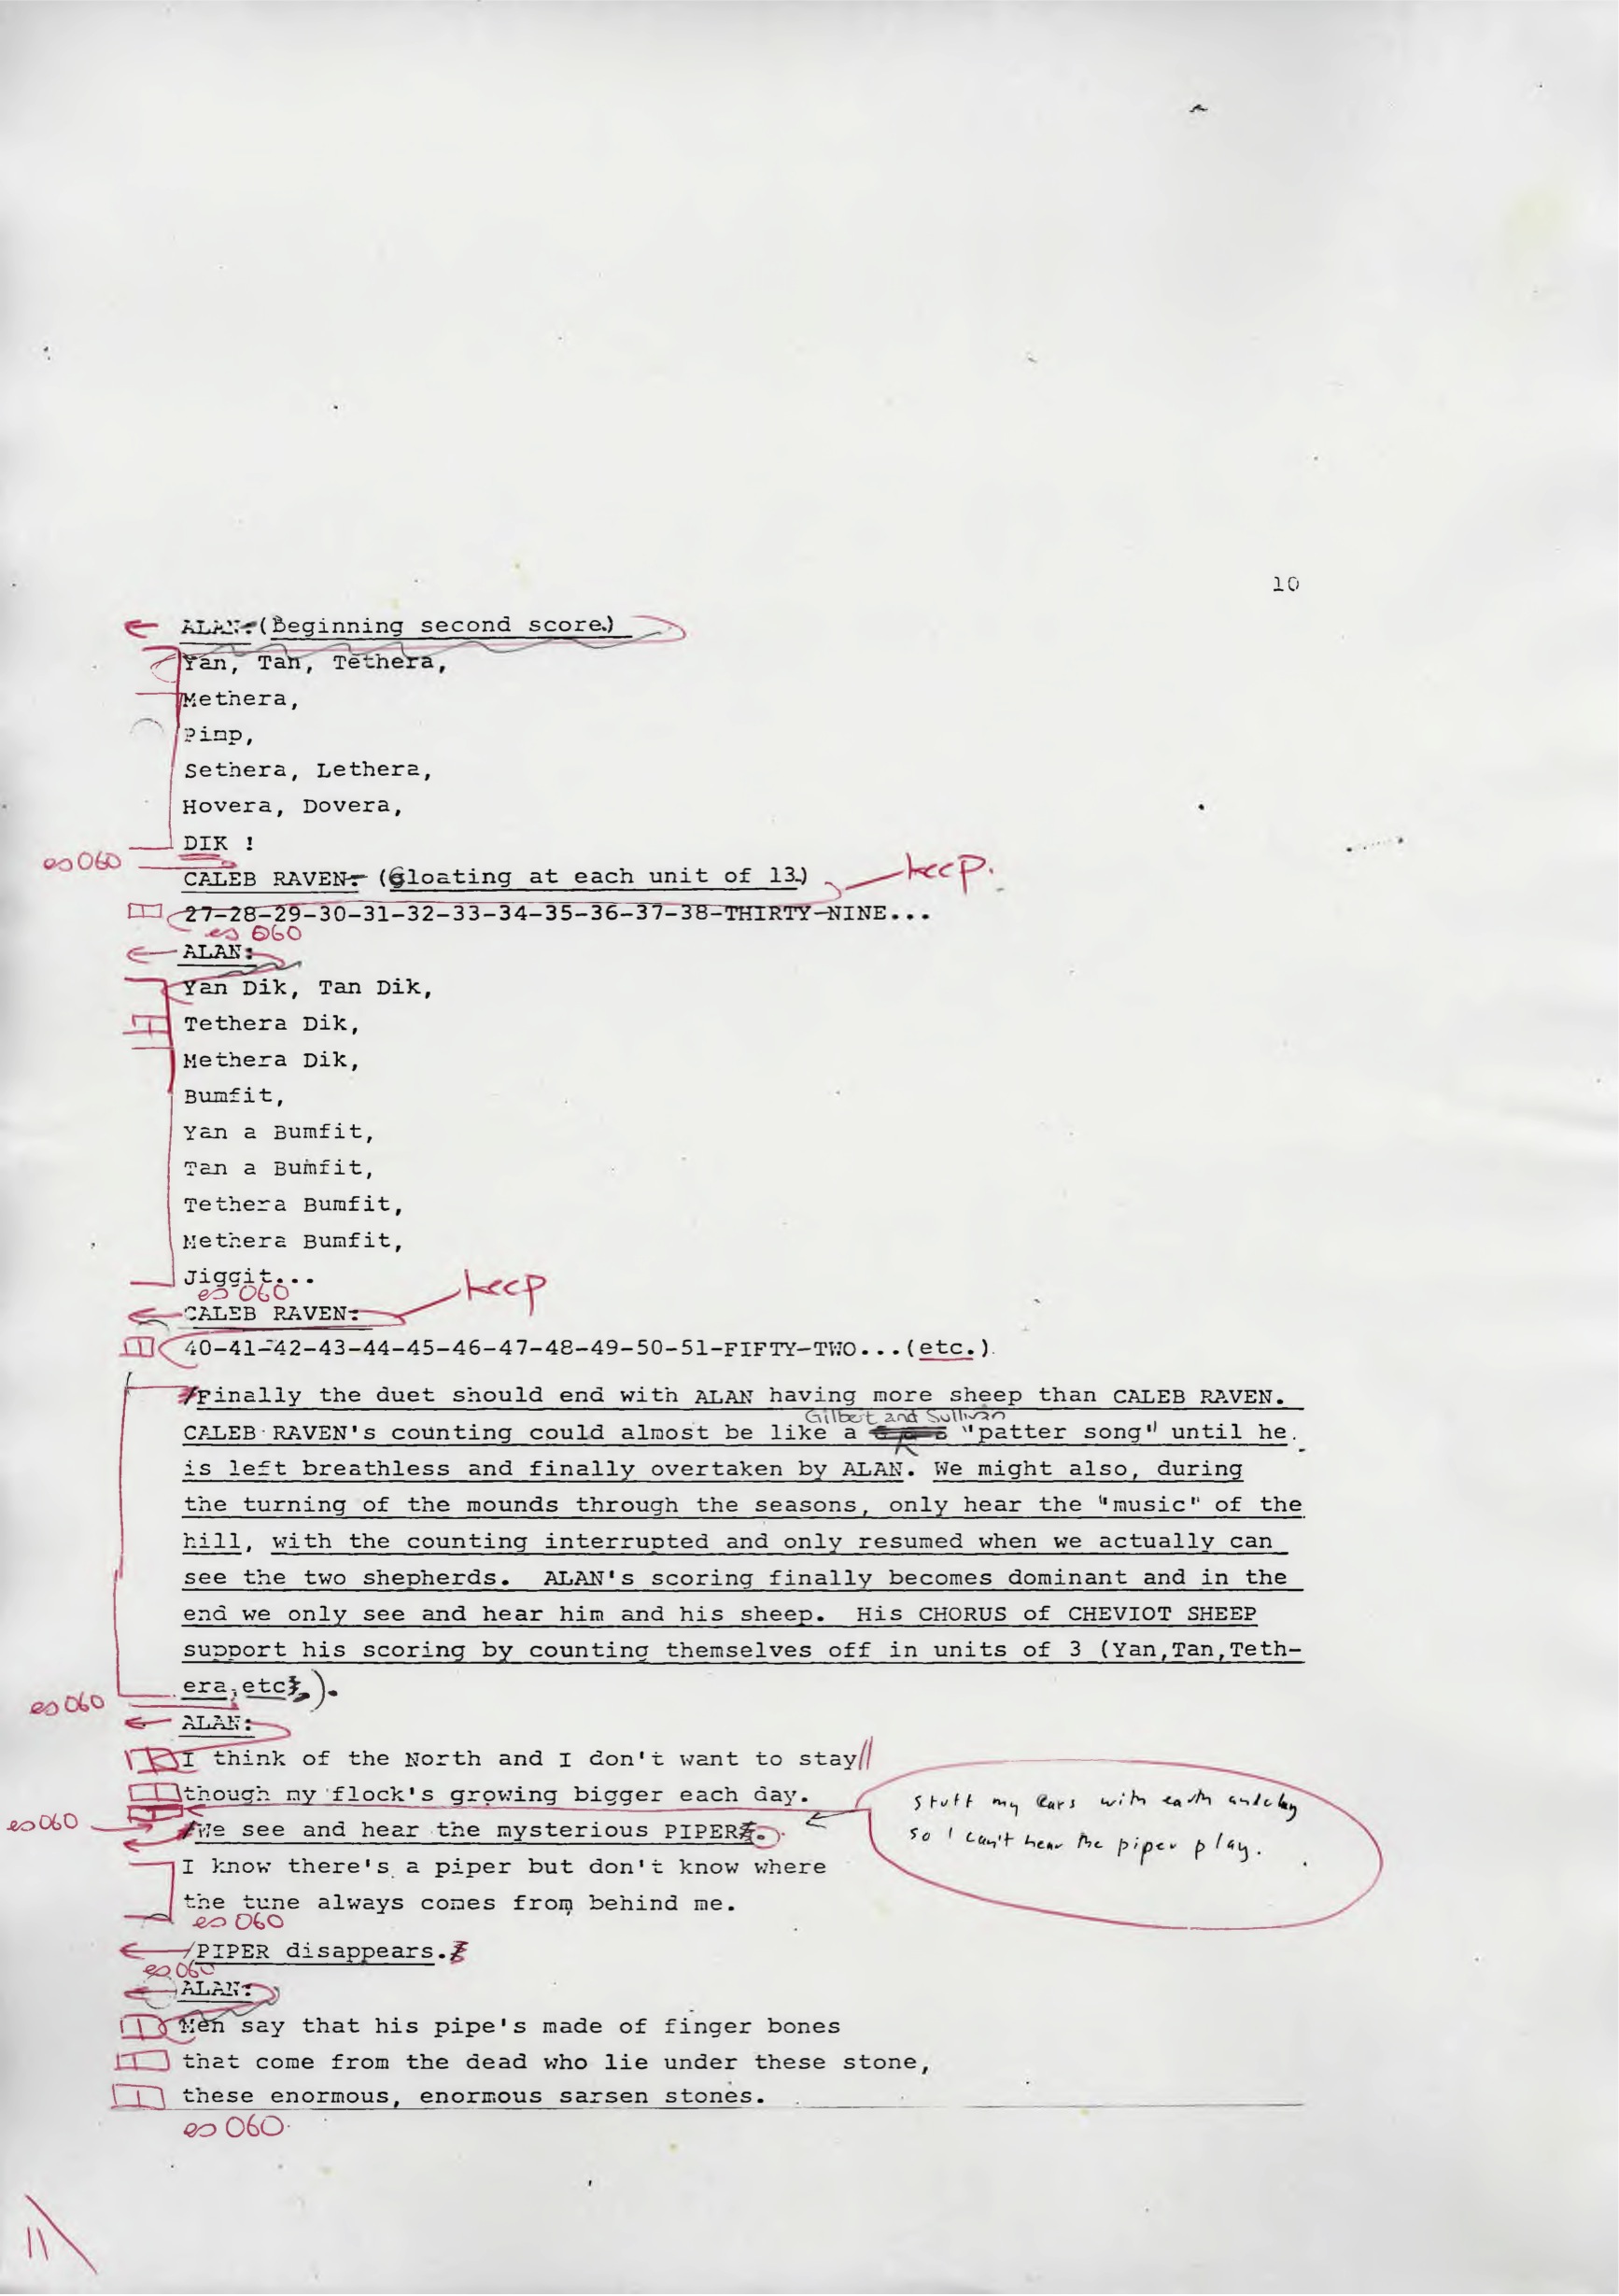 10
ALAN: (Beginning second score.)
Yan, Tan, Tethera,
Methera,
Pimp,
Sethera, Lethera,
Hovera, Dovera,
DIK !
es 060
CALEB RAVEN: (Gloating at each unit of 13.)
keep.
27-28-29-30-31-32-33-34-35-36-37-38-THIRTY-NINE...
es 060
ALAN:
Yan Dik, Tan Dik,
Tethera Dik,
Methera Dik,
Bumfit,
Yan a Bumfit,
Tan a Bumfit,
Tethera Bumfit,
Methera Bumfit,
Jiggit...
es 060
keep
CALEB RAVEN:
40-41-42-43-44-45-46-47-48-49-50-51-FIFTY-TWO...(etc.).
Finally the duet should end with ALAN having more sheep than CALEB RAVEN.
Gilbert and Sullivan
CALEB RAVEN's counting could almost be like a "patter song" until he
is left breathless and finally overtaken by ALAN. We might also, during
the turning of the mounds through the seasons, only hear the "music" of the
hill, with the counting interrupted and only resumed when we actually can
see the two shepherds. ALAN's scoring finally becomes dominant and in the
end we only see and hear him and his sheep. His CHORUS of CHEVIOT SHEEP
support his scoring by counting themselves off in units of 3 (Yan,Tan,Teth-
era,etc.).
es 060
ALAN:
I think of the North and I don't want to stay
though my flock's growing bigger each day.
stuff my ears with earth and clay
so I can't hear the piper play.
es 060
We see and hear the mysterious PIPER.
I know there's a piper but don't know where
the tune always comes from behind me.
es 060
PIPER disappears.
es 060
ALAN:
Men say that his pipe's made of finger bones
that come from the dead who lie under these stone,
these enormous, enormous sarsen stones.
es 060
11